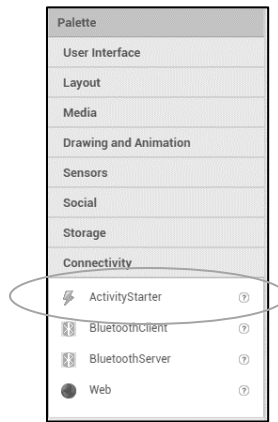 Palette
User Interface
Layout
Media
Drawing and Animation
Sensors
Social
Storage
Connectivity
ActivityStarter ?
BluetoothClient ?
BluetoothServer ?
Web ?